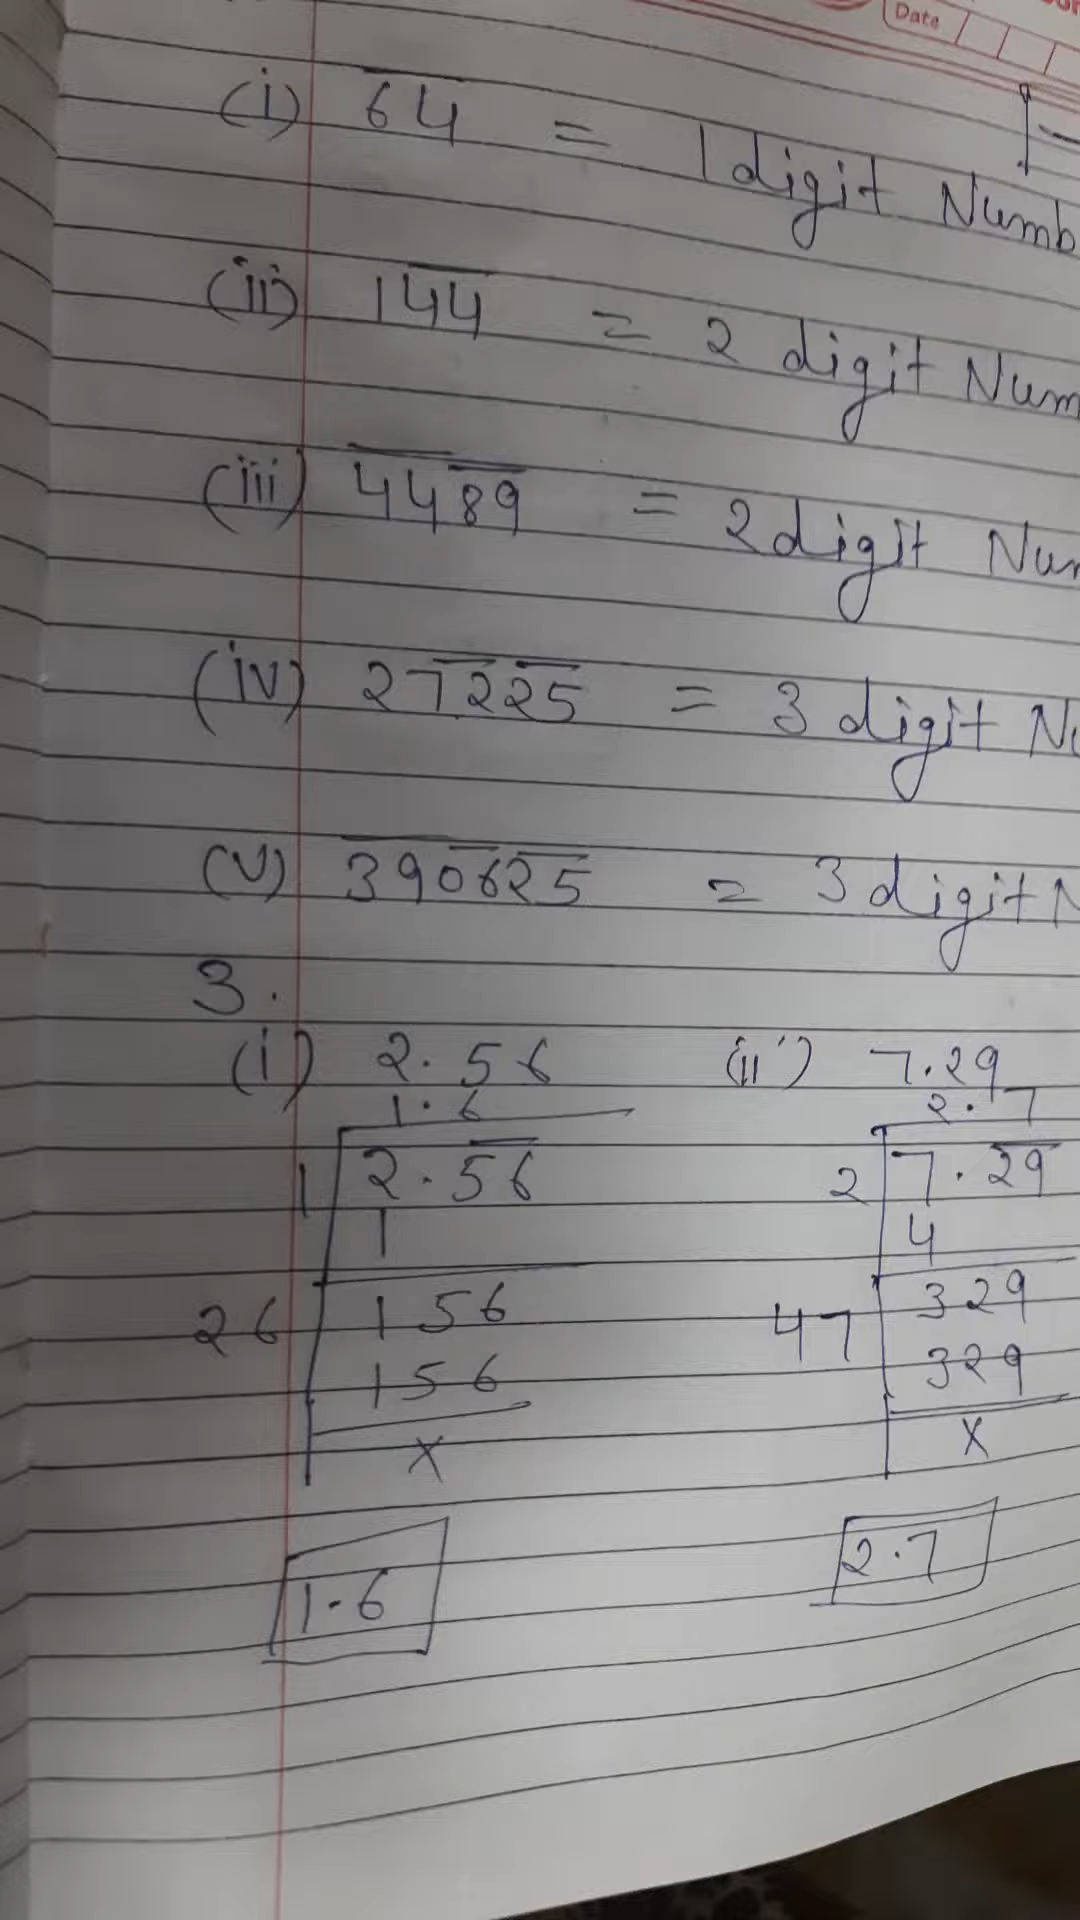 Date
(i) 64 = 1 digit Numb
(ii) 144 = 2 digit Num
(iii) 4489 = 2 digit Nur
(iv) 27225 = 3 digit Nu
(v) 390625 = 3 digit N
3.
(i) 2.56 (ii) 7.29
1.6 2.7
1 2.56 2 7.29
1 4
26 156 47 329
156 329
x x
1.6 2.7